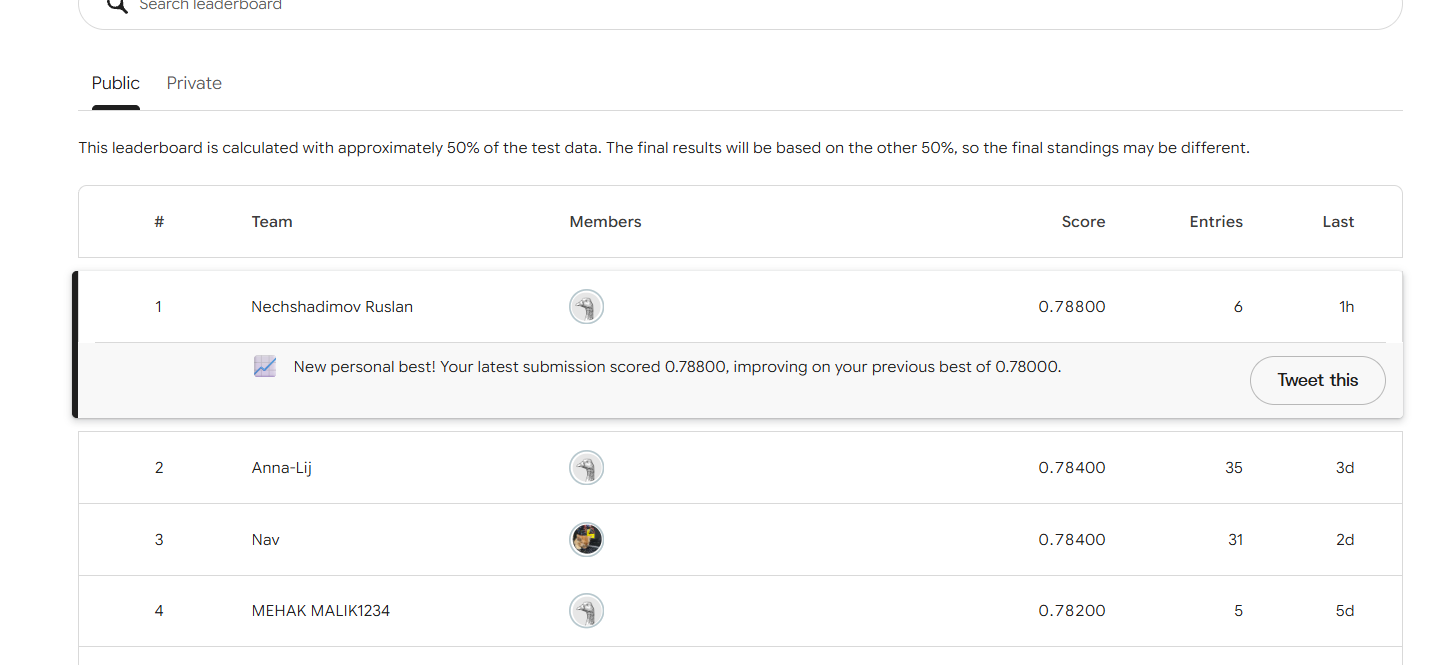 Search leaderboard
Public Private
This leaderboard is calculated with approximately 50% of the test data. The final results will be based on the other 50%, so the final standings may be different.
# Team Members Score Entries Last
1 Nechshadimov Ruslan 0.78800 6 1h
New personal best! Your latest submission scored 0.78800, improving on your previous best of 0.78000.
Tweet this
2 Anna-Lij 0.78400 35 3d
3 Nav 0.78400 31 2d
4 MEHAK MALIK1234 0.78200 5 5d